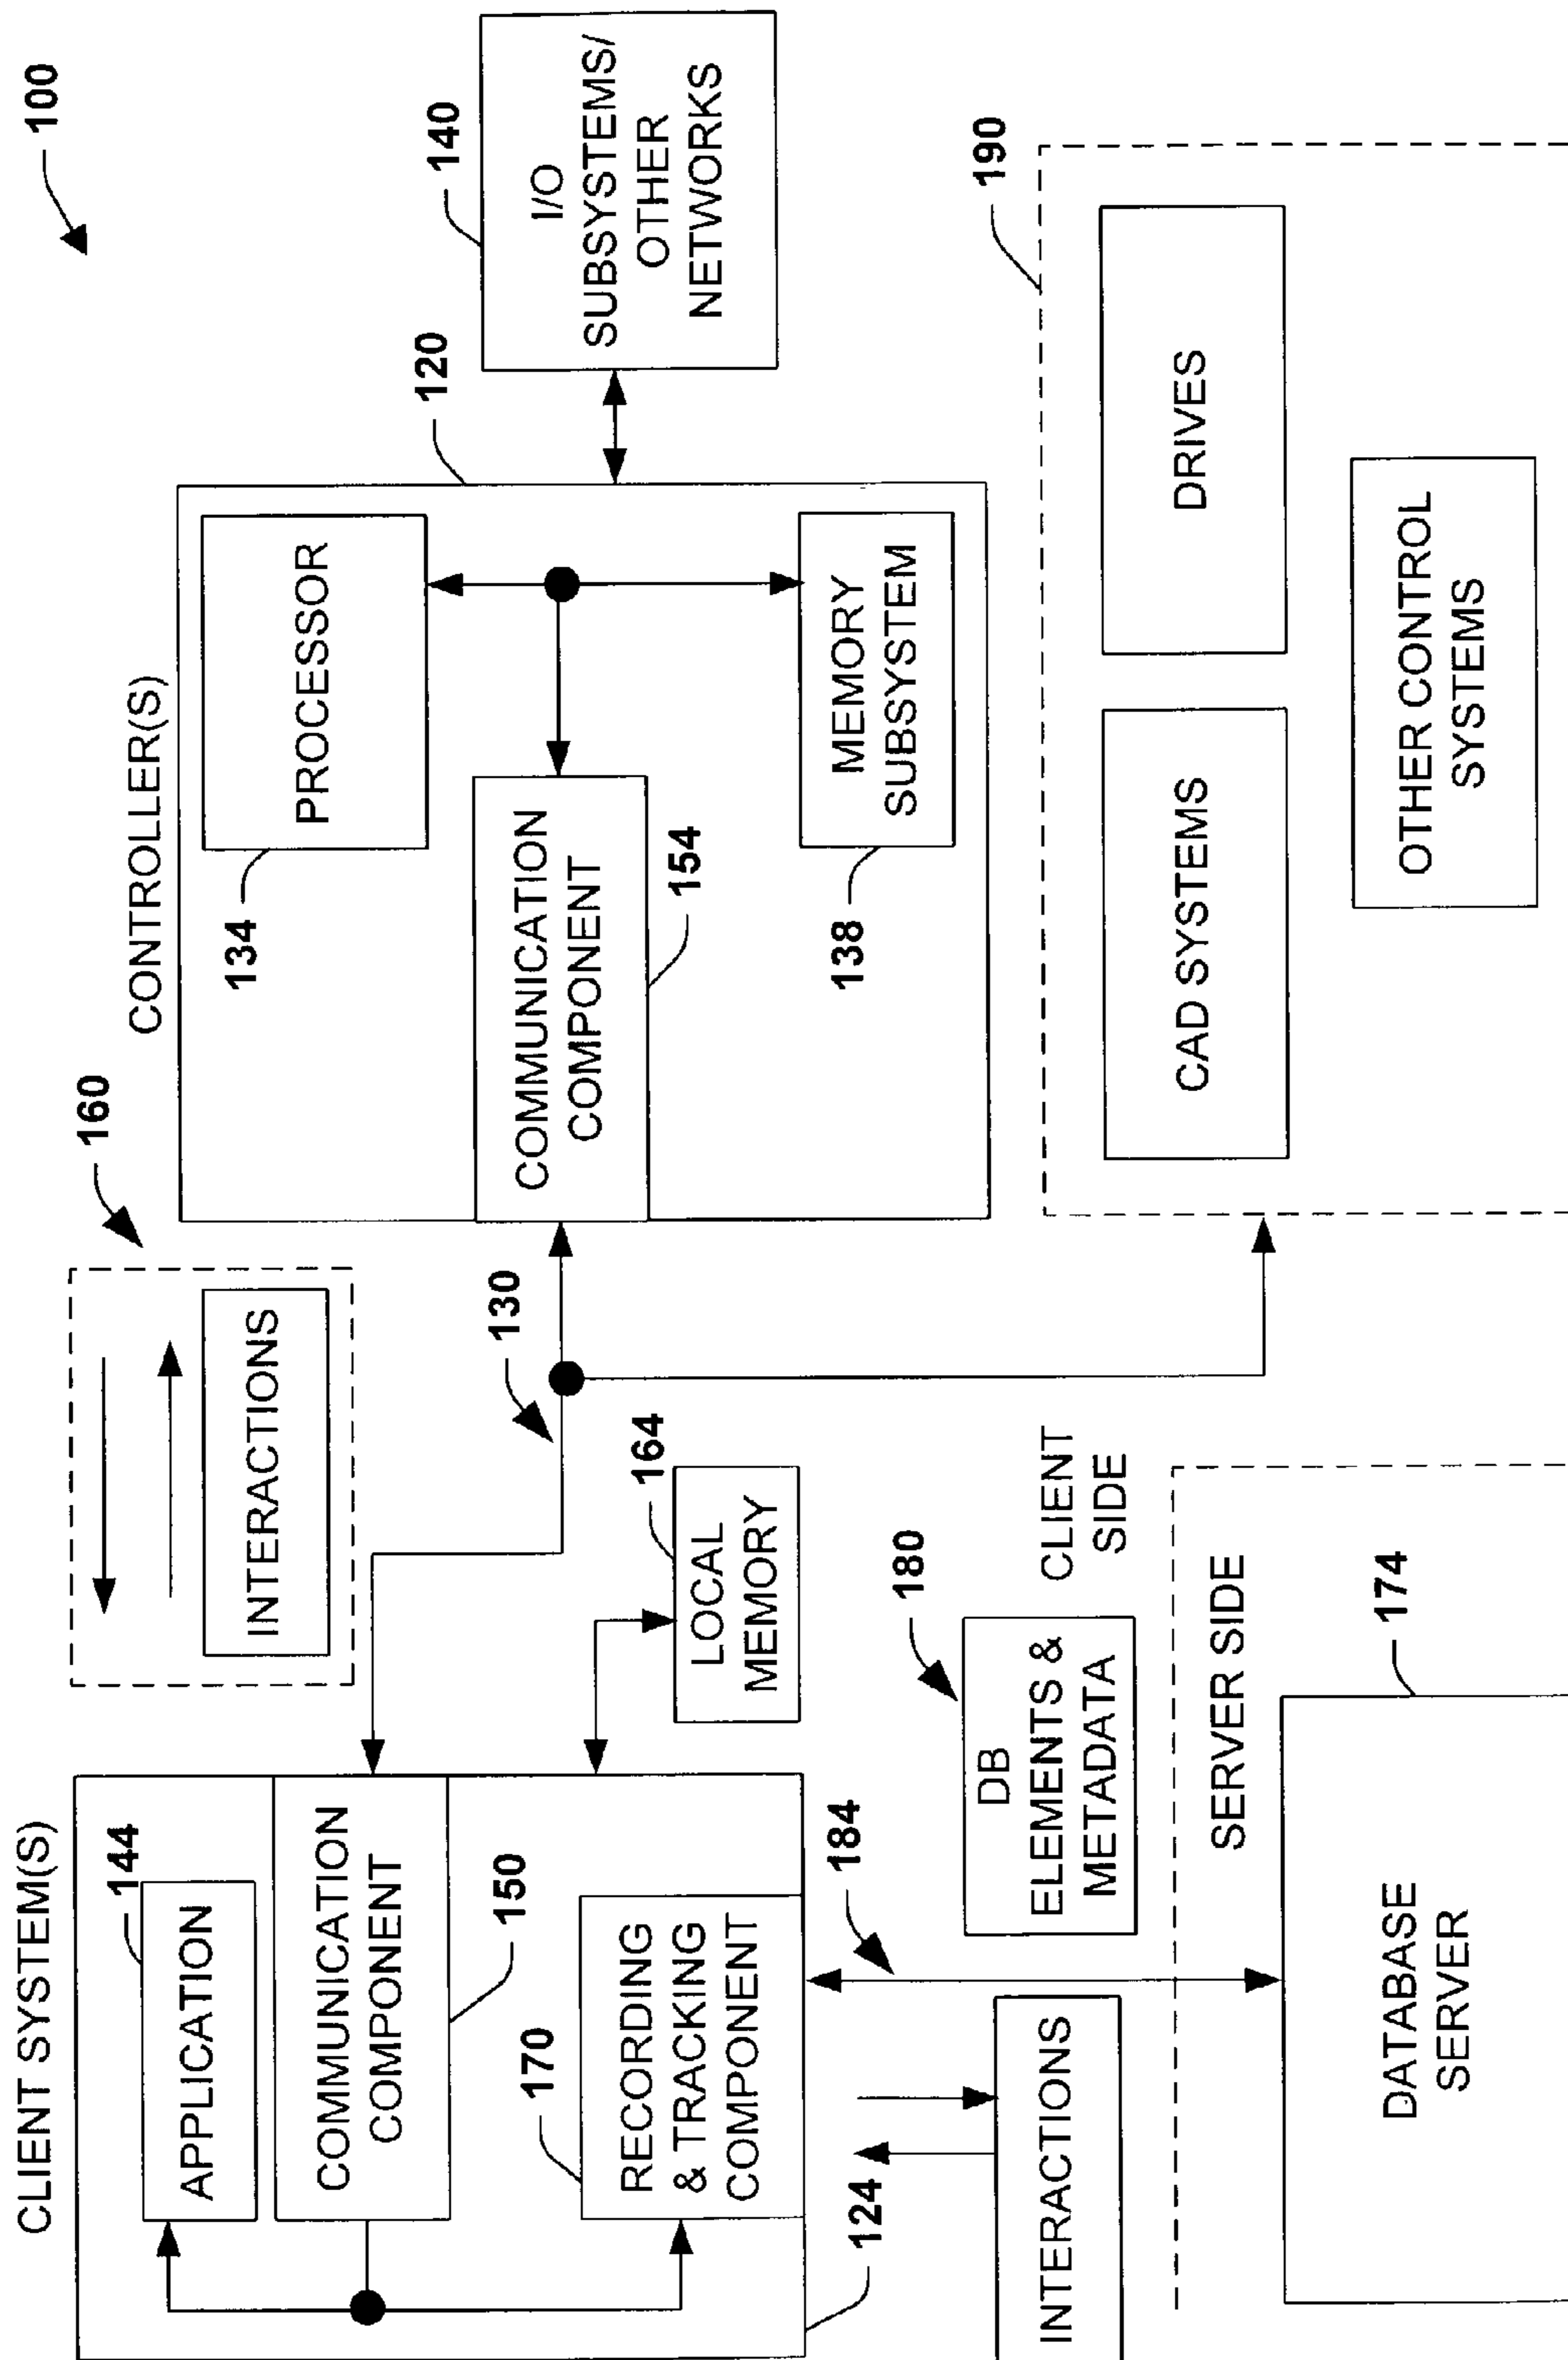 100
CLIENT SYSTEM(S)
144
APPLICATION
COMMUNICATION
COMPONENT
150
170
RECORDING
& TRACKING
COMPONENT
124
160
INTERACTIONS
130
164
LOCAL
MEMORY
CONTROLLER(S)
134
PROCESSOR
COMMUNICATION
COMPONENT
154
138
MEMORY
SUBSYSTEM
120
140
I/O
SUBSYSTEMS/
OTHER
NETWORKS
184
180
DB
ELEMENTS &
METADATA
INTERACTIONS
CLIENT
SIDE
SERVER SIDE
174
DATABASE
SERVER
190
CAD SYSTEMS
DRIVES
OTHER CONTROL
SYSTEMS